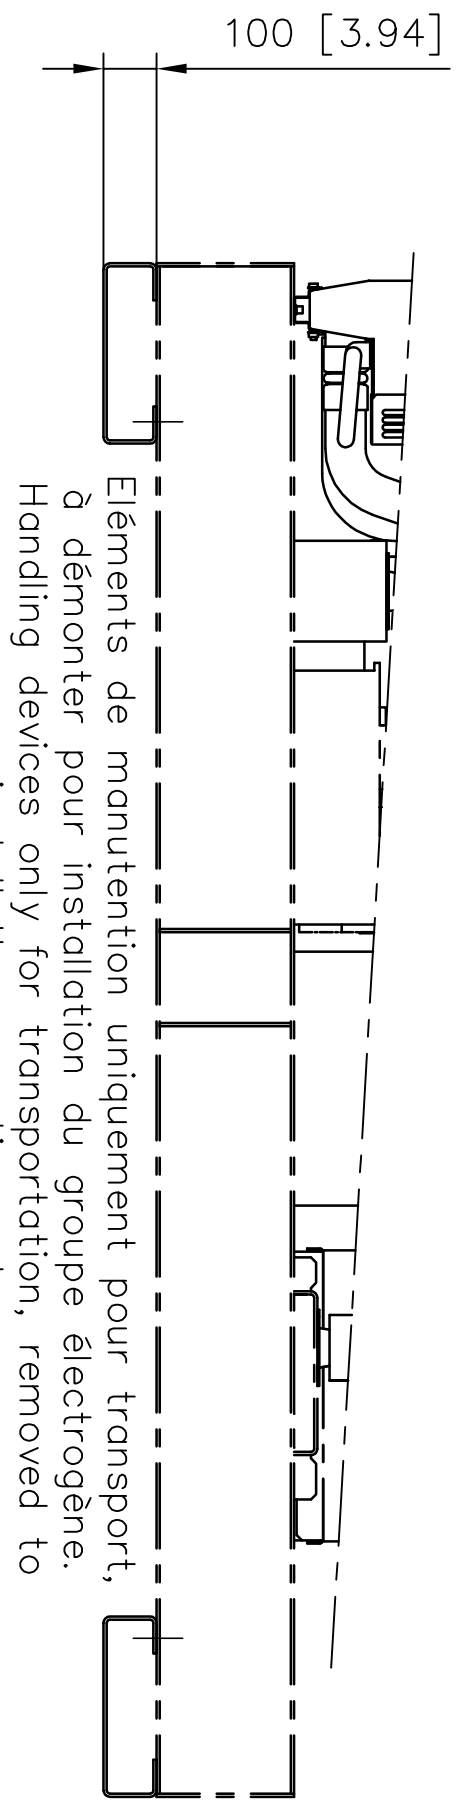 100 [3.94]
Eléments de manutention uniquement pour transport,
à démonter pour installation du groupe électrogène.
Handling devices only for transportation, removed to